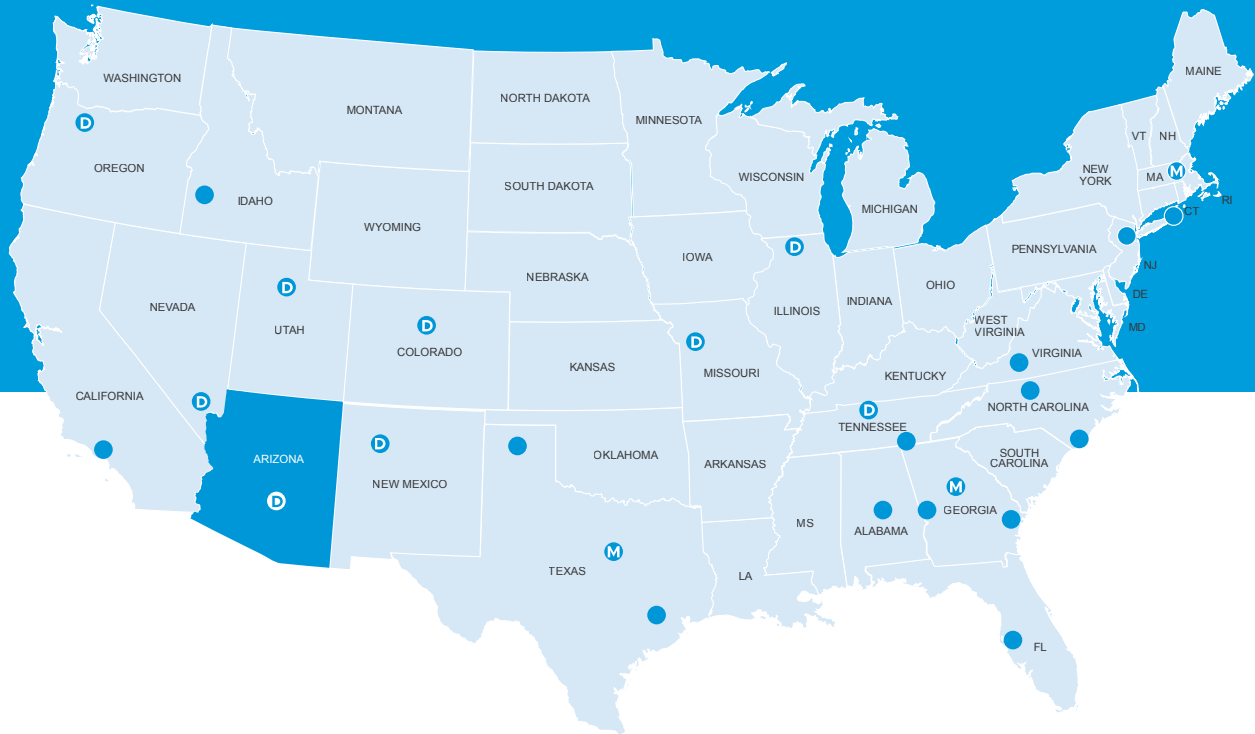 WASHINGTON
MAINE
MONTANA
NORTH DAKOTA
MINNESOTA
D
OREGON
VT
NH
WISCONSIN
NEW
YORK
MA
M
SOUTH DAKOTA
IDAHO
MICHIGAN
RI
CT
WYOMING
D
PENNSYLVANIA
IOWA
NJ
NEBRASKA
OHIO
D
NEVADA
ILLINOIS
INDIANA
DE
UTAH
D
COLORADO
WEST
VIRGINIA
MD
D
MISSOURI
KANSAS
KENTUCKY
VIRGINIA
CALIFORNIA
D
D
TENNESSEE
NORTH CAROLINA
D
NEW MEXICO
ARIZONA
D
OKLAHOMA
ARKANSAS
SOUTH
CAROLINA
M
GEORGIA
MS
ALABAMA
M
TEXAS
LA
FL